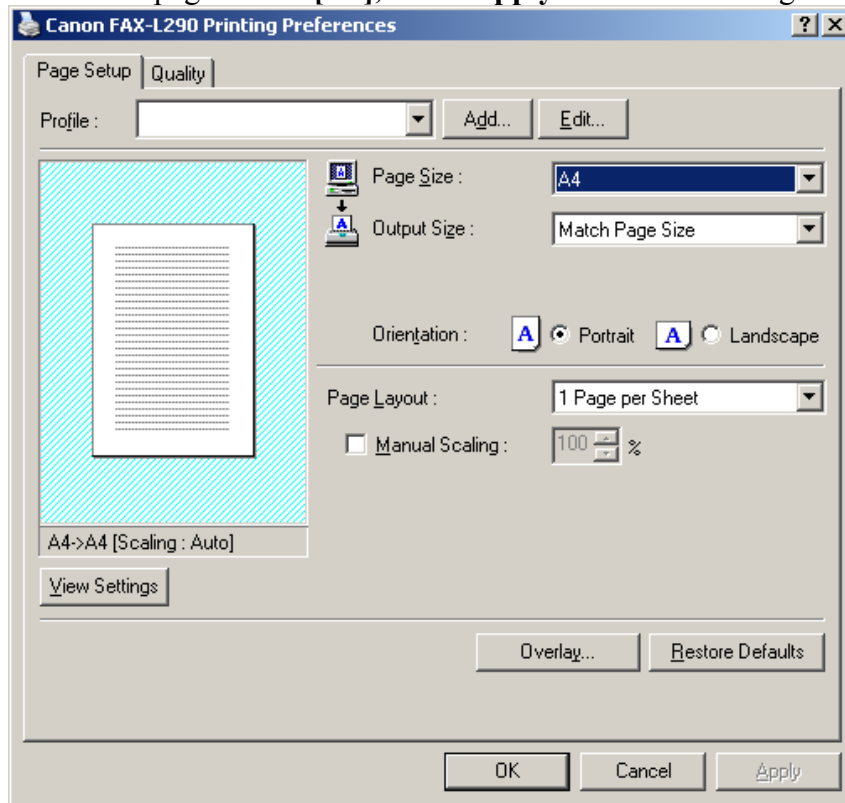 Canon FAX-L290 Printing Preferences
Page Setup Quality
Profile : Add... Edit...
Page Size : A4
Output Size : Match Page Size
Orientation : A Portrait A Landscape
Page Layout : 1 Page per Sheet
Manual Scaling : 100 %
A4->A4 [Scaling : Auto]
View Settings
Overlay... Restore Defaults
OK Cancel Apply